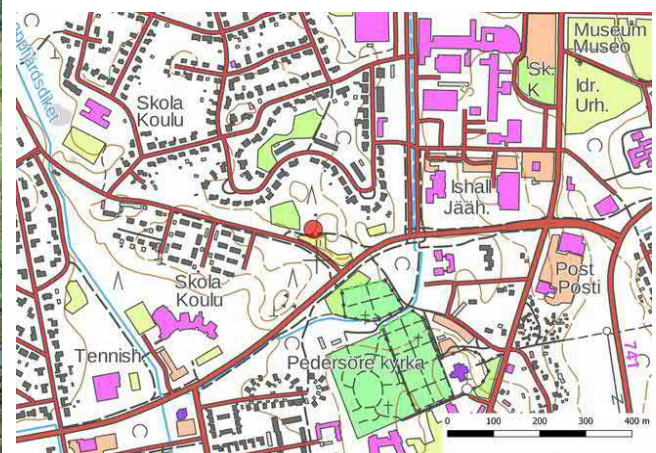 Museum
Museo
Sk.
K
Idr.
Urh.
Skola
Koulu
Ishall
Jääh.
Skola
Koulu
Post
Posti
Tennish.
Pedersöre kyrka
741
0 100 200 300 400 m